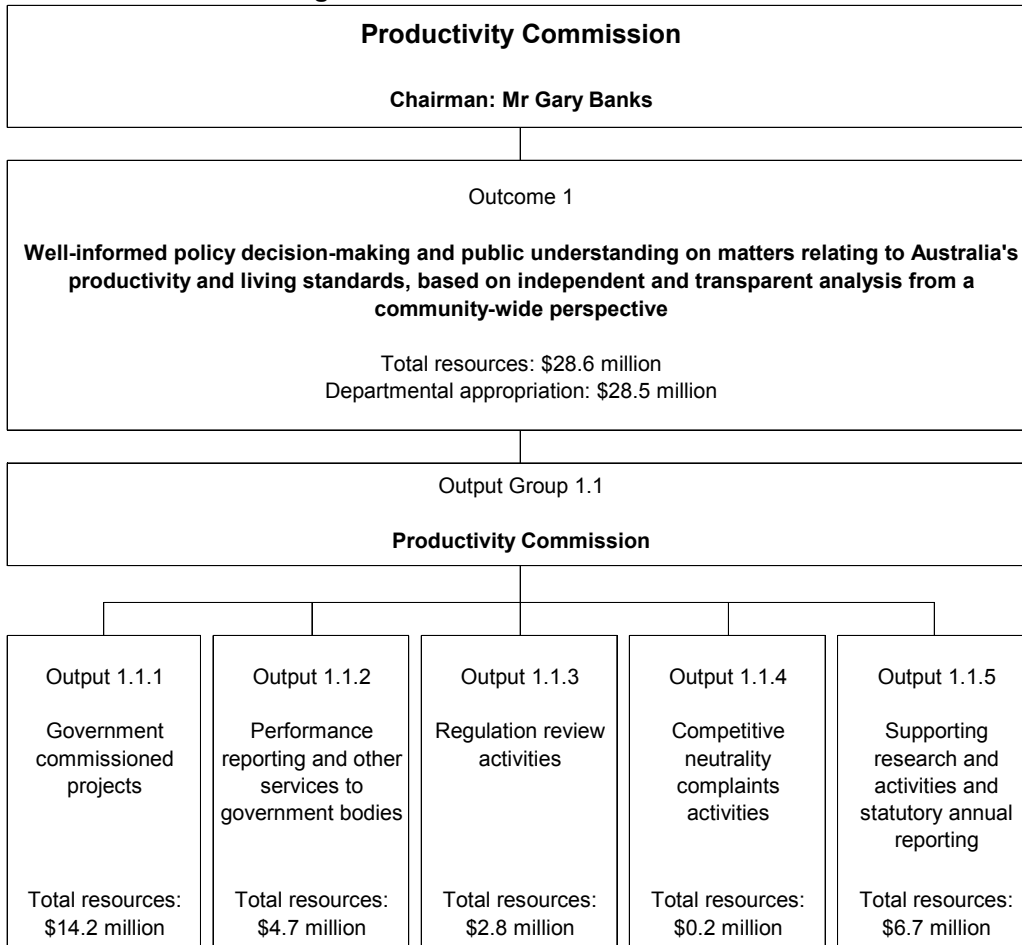 Productivity Commission
Chairman: Mr Gary Banks
Outcome 1
Well-informed policy decision-making and public understanding on matters relating to Australia's
productivity and living standards, based on independent and transparent analysis from a
community-wide perspective
Total resources: $28.6 million
Departmental appropriation: $28.5 million
Output Group 1.1
Productivity Commission
Output 1.1.1
Government
commissioned
projects
Total resources:
$14.2 million
Output 1.1.2
Performance
reporting and other
services to
government bodies
Total resources:
$4.7 million
Output 1.1.3
Regulation review
activities
Total resources:
$2.8 million
Output 1.1.4
Competitive
neutrality
complaints
activities
Total resources:
$0.2 million
Output 1.1.5
Supporting
research and
activities and
statutory annual
reporting
Total resources:
$6.7 million